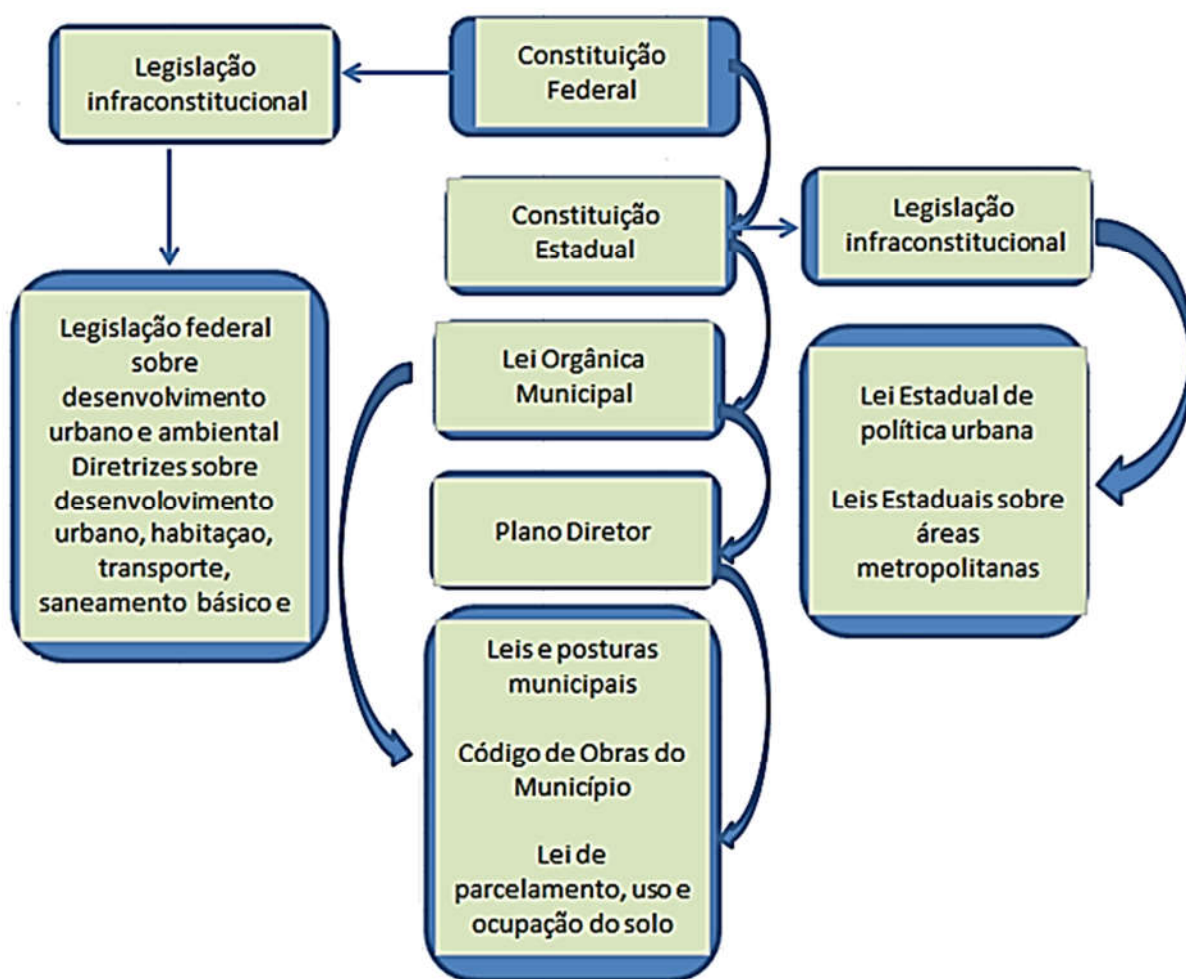 Legislação
infraconstitucional
Constituição
Federal
Constituição
Estadual
Legislação
infraconstitucional
Legislação federal
sobre
desenvolvimento
urbano e ambiental
Diretrizes sobre
desenvolovimento
urbano, habitaçao,
transporte,
saneamento básico e
Lei Orgânica
Municipal
Lei Estadual de
política urbana
Leis Estaduais sobre
áreas
metropolitanas
Plano Diretor
Leis e posturas
municipais
Código de Obras do
Município
Lei de
parcelamento, uso e
ocupação do solo